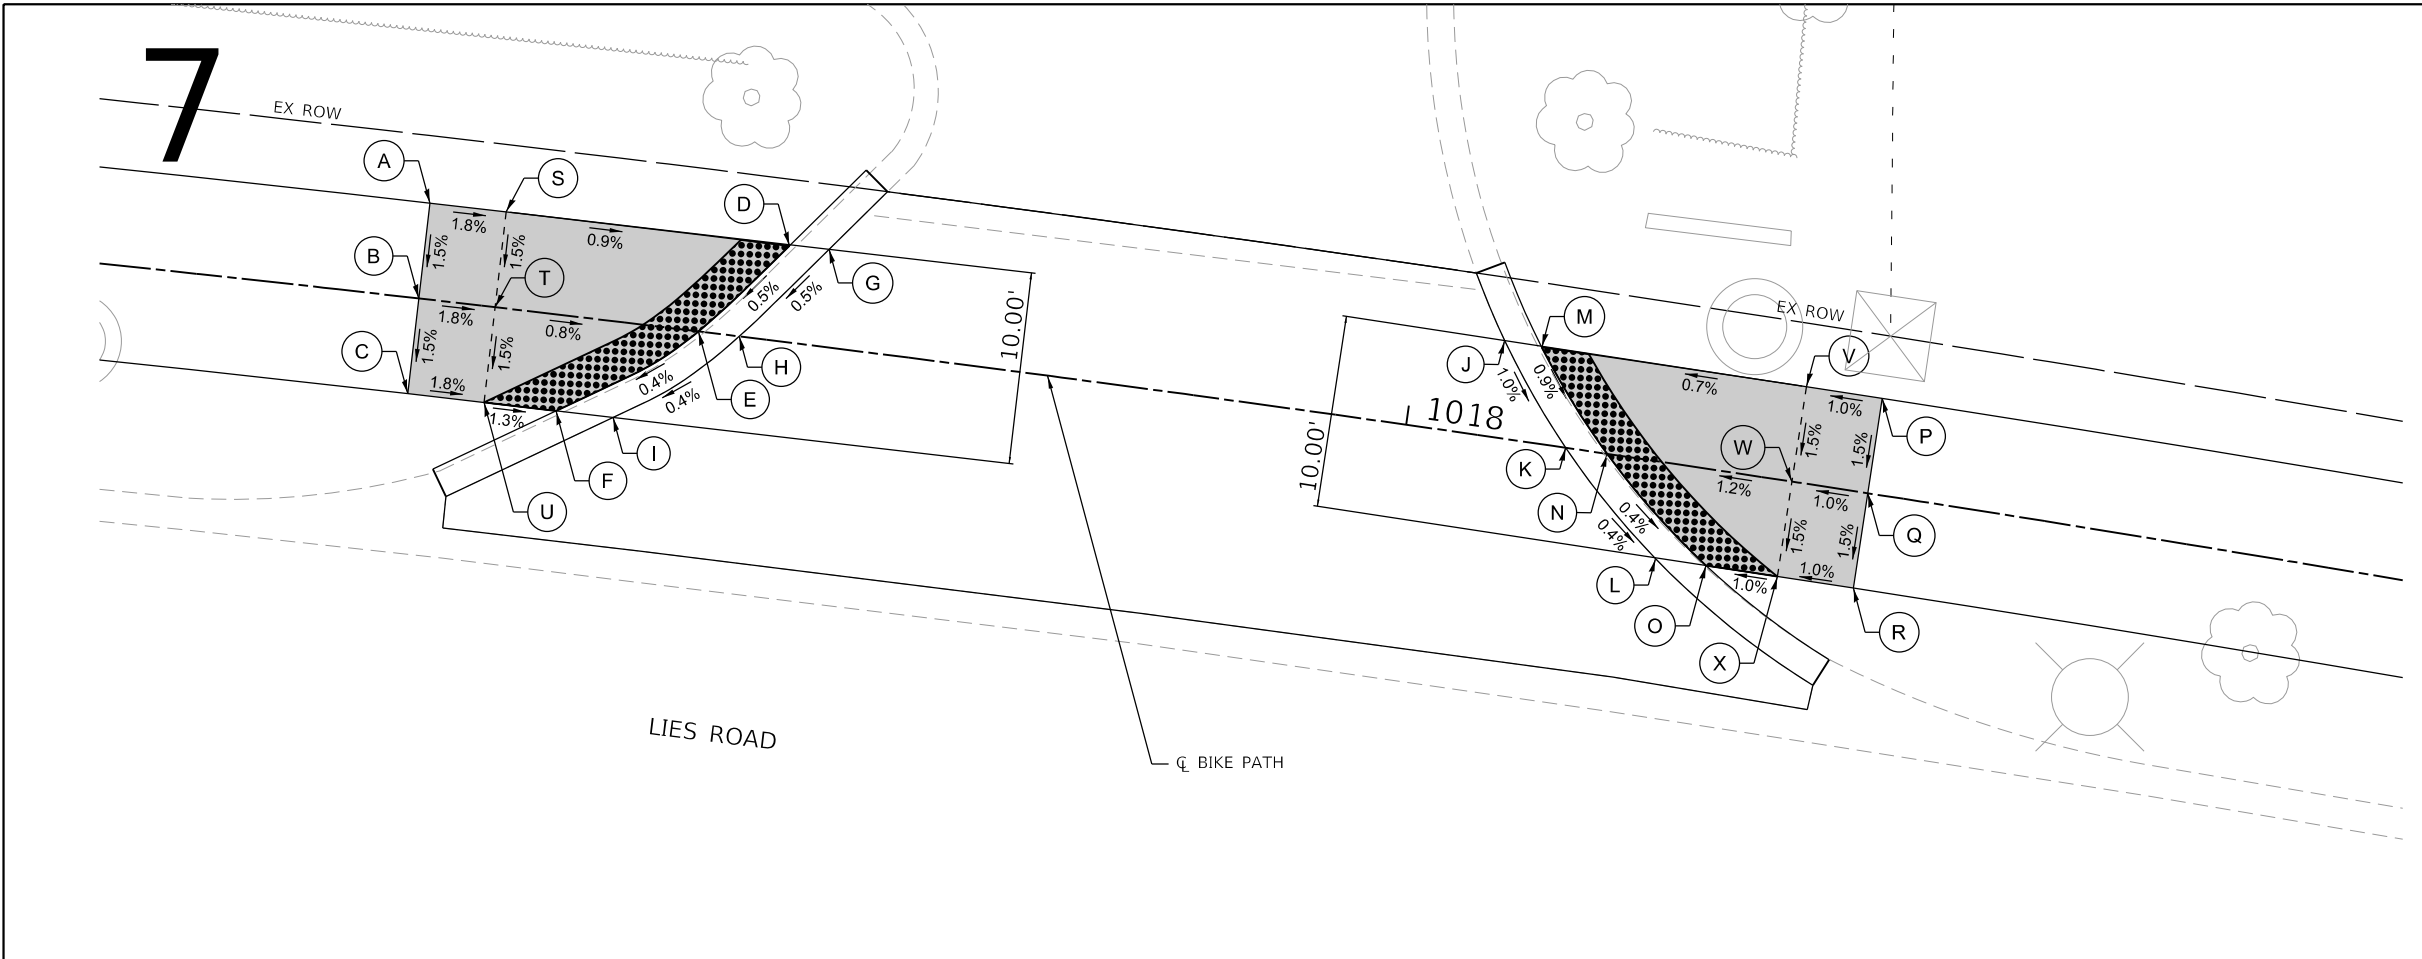 7
EX ROW
A
S
D
1.8%
0.9%
1.5%
1.5%
B
T
G
1.8%
0.8%
0.5%
0.5%
1.5%
1.5%
C
1.8%
0.4%
0.4%
H
E
1.3%
I
F
U
10.00'
M
EX ROW
J
V
1.0%
0.9%
0.7%
1.0%
10.00'
1018
P
1.5%
1.5%
W
K
1.2%
1.0%
N
Q
0.4%
0.4%
1.5%
1.5%
L
1.0%
1.0%
O
R
X
LIES ROAD
℄ BIKE PATH